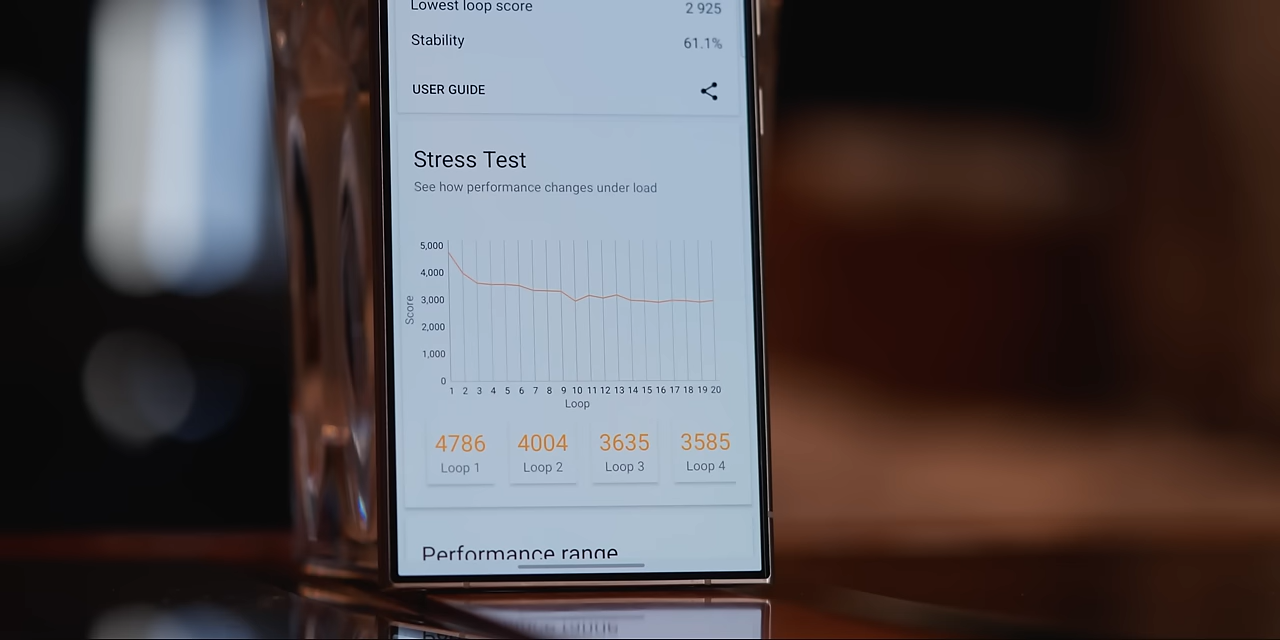 Lowest loop score 2 925
Stability 61.1%
USER GUIDE
Stress Test
See how performance changes under load
5,000
4,000
3,000
2,000
1,000
0
Score
1 2 3 4 5 6 7 8 9 10 11 12 13 14 15 16 17 18 19 20
Loop
4786 4004 3635 3585
Loop 1 Loop 2 Loop 3 Loop 4
Performance range